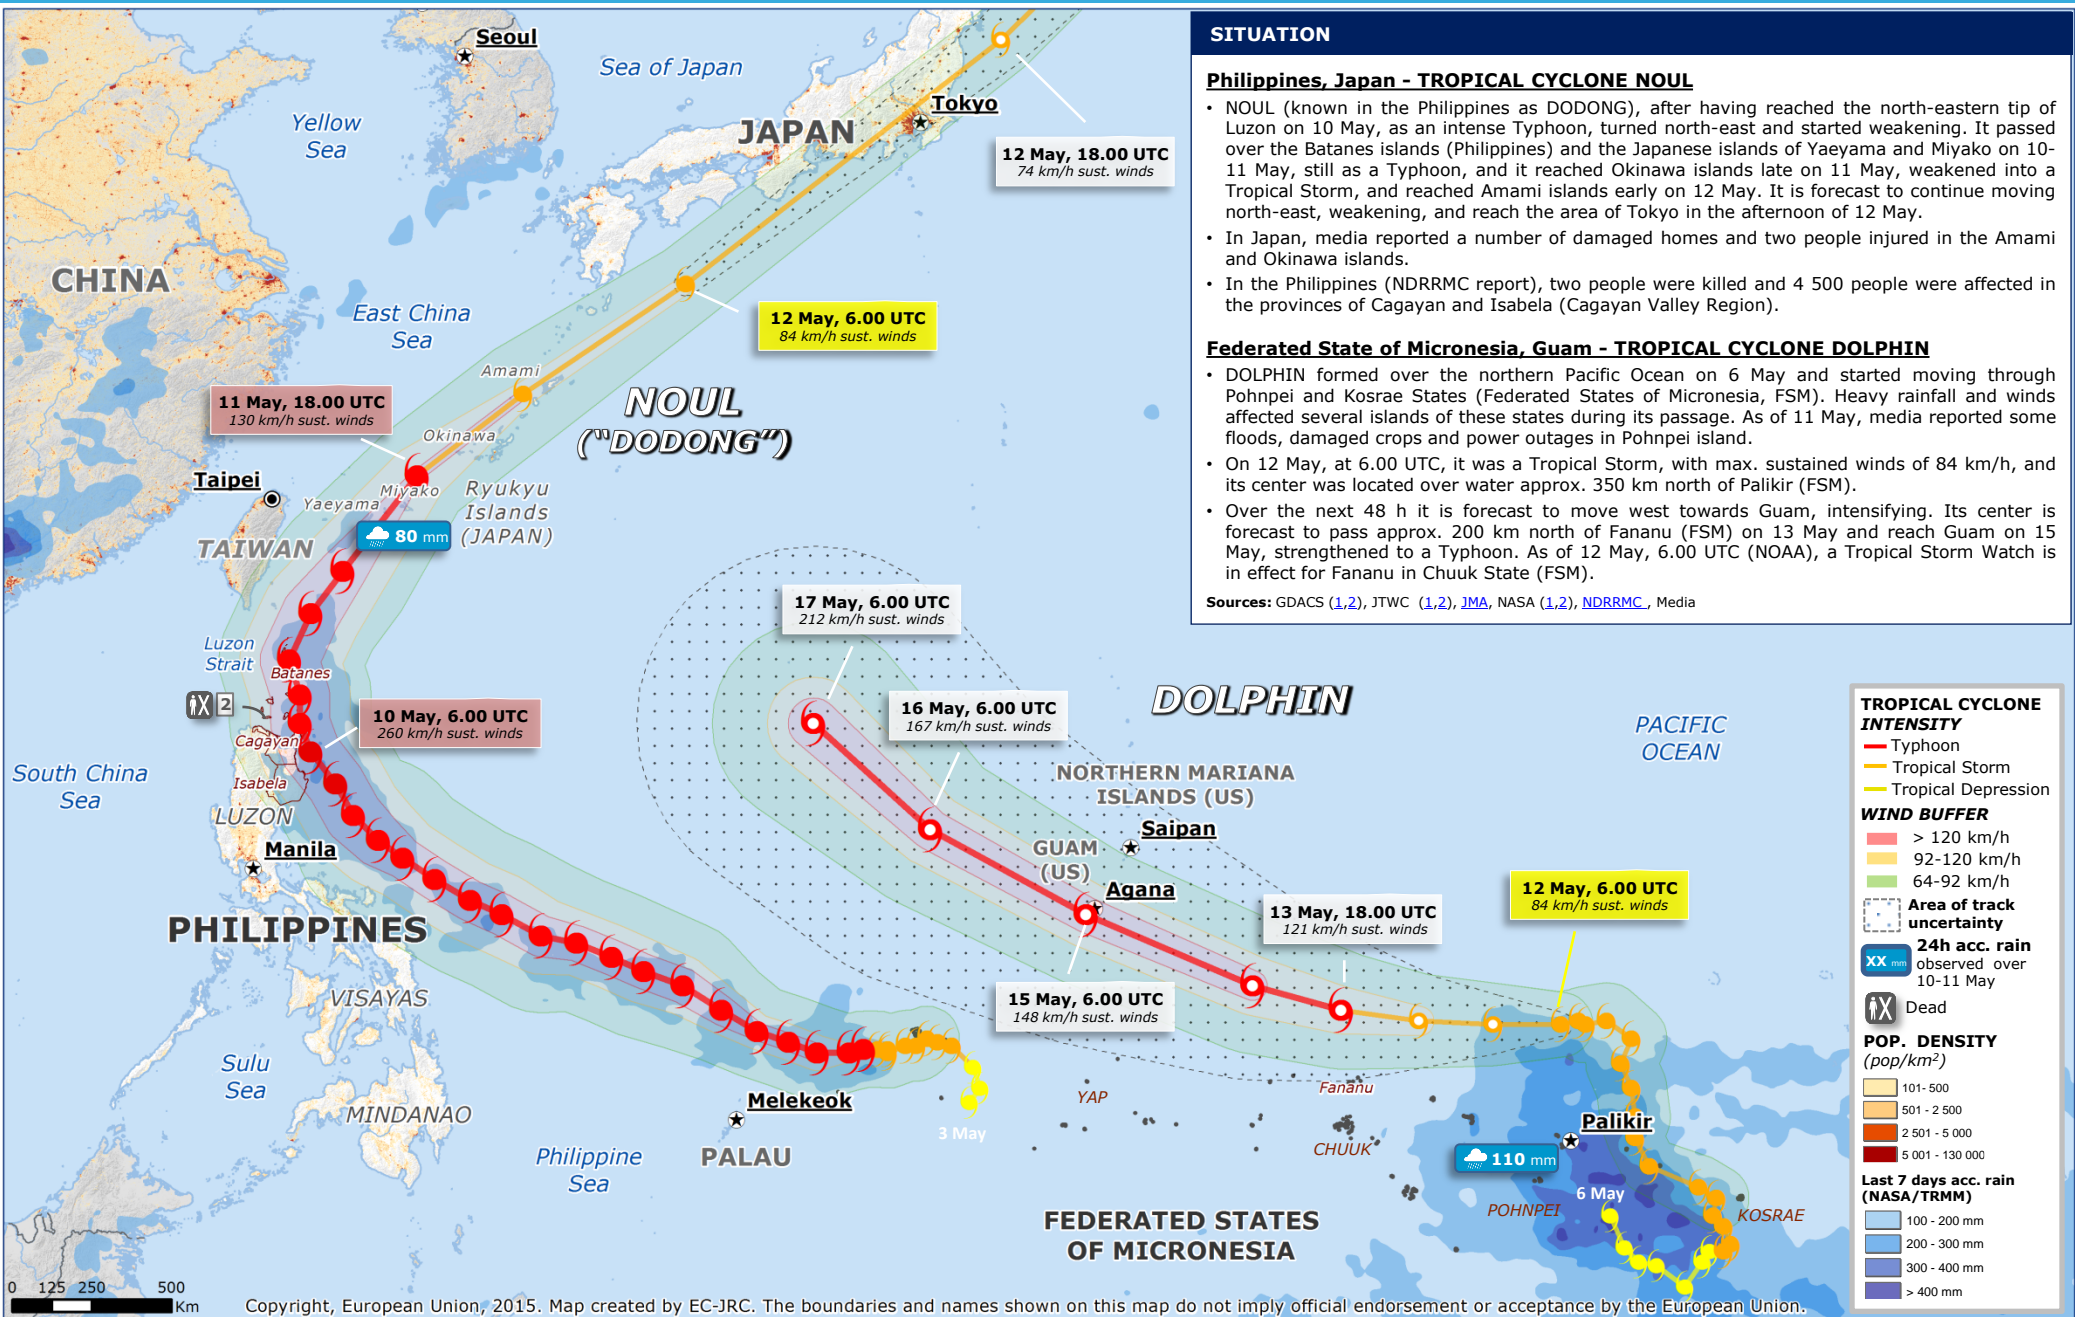 SITUATION
Philippines, Japan - TROPICAL CYCLONE NOUL
• NOUL (known in the Philippines as DODONG), after having reached the north-eastern tip of
Luzon on 10 May, as an intense Typhoon, turned north-east and started weakening. It passed
over the Batanes islands (Philippines) and the Japanese islands of Yaeyama and Miyako on 10-
11 May, still as a Typhoon, and it reached Okinawa islands late on 11 May, weakened into a
Tropical Storm, and reached Amami islands early on 12 May. It is forecast to continue moving
north-east, weakening, and reach the area of Tokyo in the afternoon of 12 May.
• In Japan, media reported a number of damaged homes and two people injured in the Amami
and Okinawa islands.
• In the Philippines (NDRRMC report), two people were killed and 4 500 people were affected in
the provinces of Cagayan and Isabela (Cagayan Valley Region).
Federated State of Micronesia, Guam - TROPICAL CYCLONE DOLPHIN
• DOLPHIN formed over the northern Pacific Ocean on 6 May and started moving through
Pohnpei and Kosrae States (Federated States of Micronesia, FSM). Heavy rainfall and winds
affected several islands of these states during its passage. As of 11 May, media reported some
floods, damaged crops and power outages in Pohnpei island.
• On 12 May, at 6.00 UTC, it was a Tropical Storm, with max. sustained winds of 84 km/h, and
its center was located over water approx. 350 km north of Palikir (FSM).
• Over the next 48 h it is forecast to move west towards Guam, intensifying. Its center is
forecast to pass approx. 200 km north of Fananu (FSM) on 13 May and reach Guam on 15
May, strengthened to a Typhoon. As of 12 May, 6.00 UTC (NOAA), a Tropical Storm Watch is
in effect for Fananu in Chuuk State (FSM).
Sources: GDACS (1,2), JTWC (1,2), JMA, NASA (1,2), NDRRMC , Media
Seoul
Sea of Japan
Yellow
Sea
JAPAN
Tokyo
12 May, 18.00 UTC
74 km/h sust. winds
CHINA
East China
Sea
12 May, 6.00 UTC
84 km/h sust. winds
Amami
11 May, 18.00 UTC
130 km/h sust. winds
NOUL
("DODONG")
Okinawa
Taipei
Yaeyama
Miyako
Ryukyu
Islands
(JAPAN)
80 mm
TAIWAN
Luzon
Strait
Batanes
2
10 May, 6.00 UTC
260 km/h sust. winds
Cagayan
Isabela
South China
Sea
LUZON
Manila
PHILIPPINES
VISAYAS
Sulu
Sea
MINDANAO
Philippine
Sea
Melekeok
PALAU
3 May
17 May, 6.00 UTC
212 km/h sust. winds
16 May, 6.00 UTC
167 km/h sust. winds
DOLPHIN
PACIFIC
OCEAN
NORTHERN MARIANA
ISLANDS (US)
Saipan
GUAM
(US)
Agana
15 May, 6.00 UTC
148 km/h sust. winds
13 May, 18.00 UTC
121 km/h sust. winds
12 May, 6.00 UTC
84 km/h sust. winds
YAP
Fananu
CHUUK
Palikir
110 mm
6 May
POHNPEI
KOSRAE
FEDERATED STATES
OF MICRONESIA
TROPICAL CYCLONE
INTENSITY
Typhoon
Tropical Storm
Tropical Depression
WIND BUFFER
> 120 km/h
92-120 km/h
64-92 km/h
Area of track
uncertainty
XX mm
24h acc. rain
observed over
10-11 May
Dead
POP. DENSITY
(pop/km²)
101- 500
501 - 2 500
2 501 - 5 000
5 001 - 130 000
Last 7 days acc. rain
(NASA/TRMM)
100 - 200 mm
200 - 300 mm
300 - 400 mm
> 400 mm
0 125 250 500
Km
Copyright, European Union, 2015. Map created by EC-JRC. The boundaries and names shown on this map do not imply official endorsement or acceptance by the European Union.